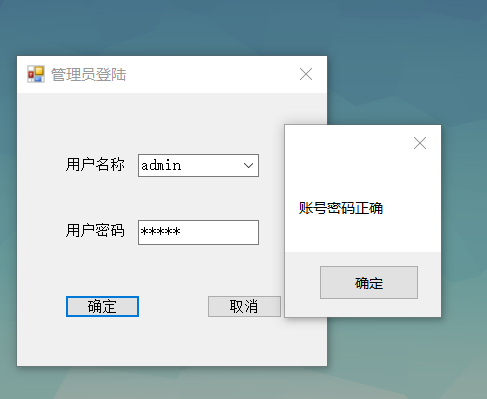 管理员登陆
用户名称 admin
账号密码正确
用户密码 *****
确定
确定 取消